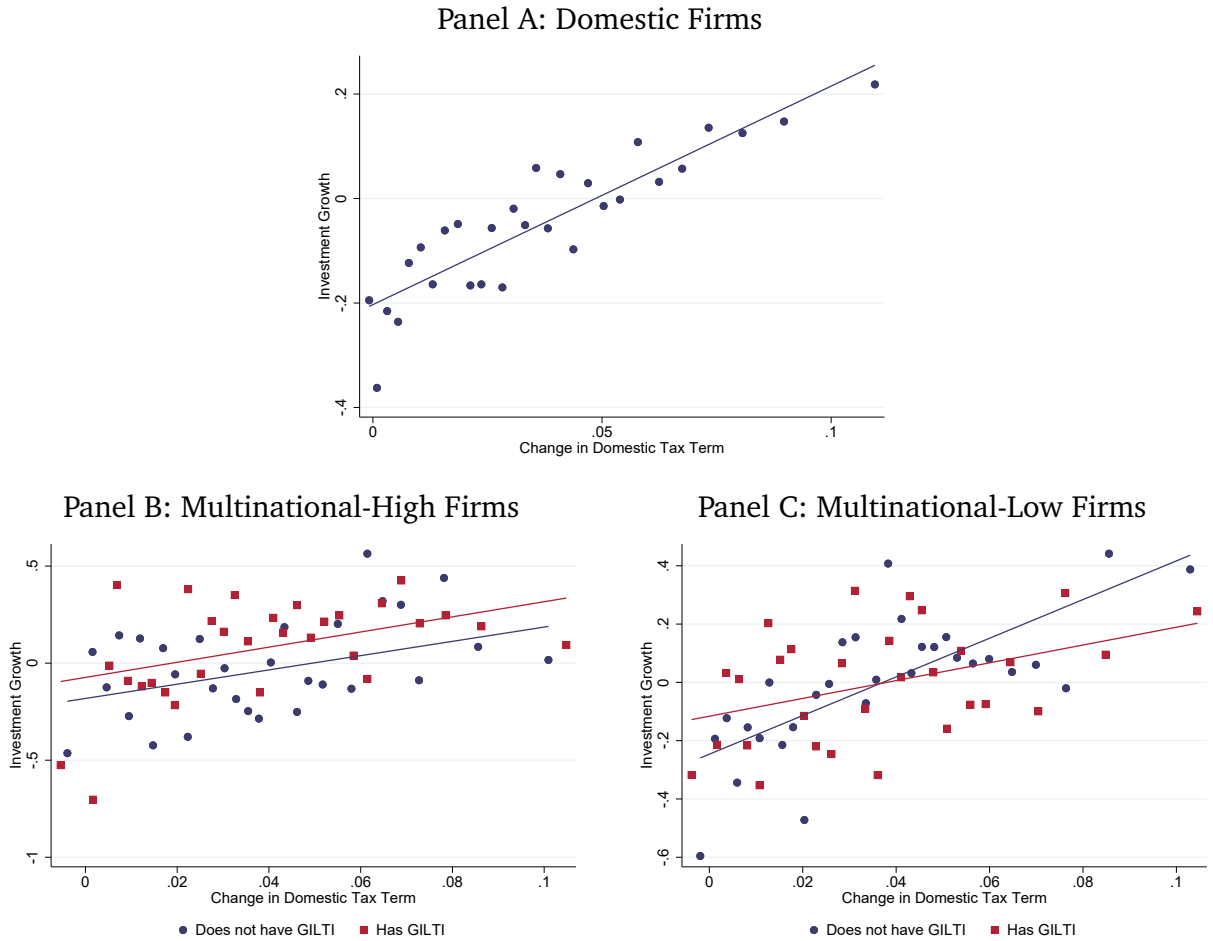 Panel A: Domestic Firms
Investment Growth
.2
0
-.2
-.4
0
.05
.1
Change in Domestic Tax Term
Panel B: Multinational-High Firms
Investment Growth
.5
0
-.5
-1
0
.02
.04
.06
.08
.1
Change in Domestic Tax Term
Does not have GILTI
Has GILTI
Panel C: Multinational-Low Firms
Investment Growth
.4
.2
0
-.2
-.4
-.6
0
.02
.04
.06
.08
.1
Change in Domestic Tax Term
Does not have GILTI
Has GILTI